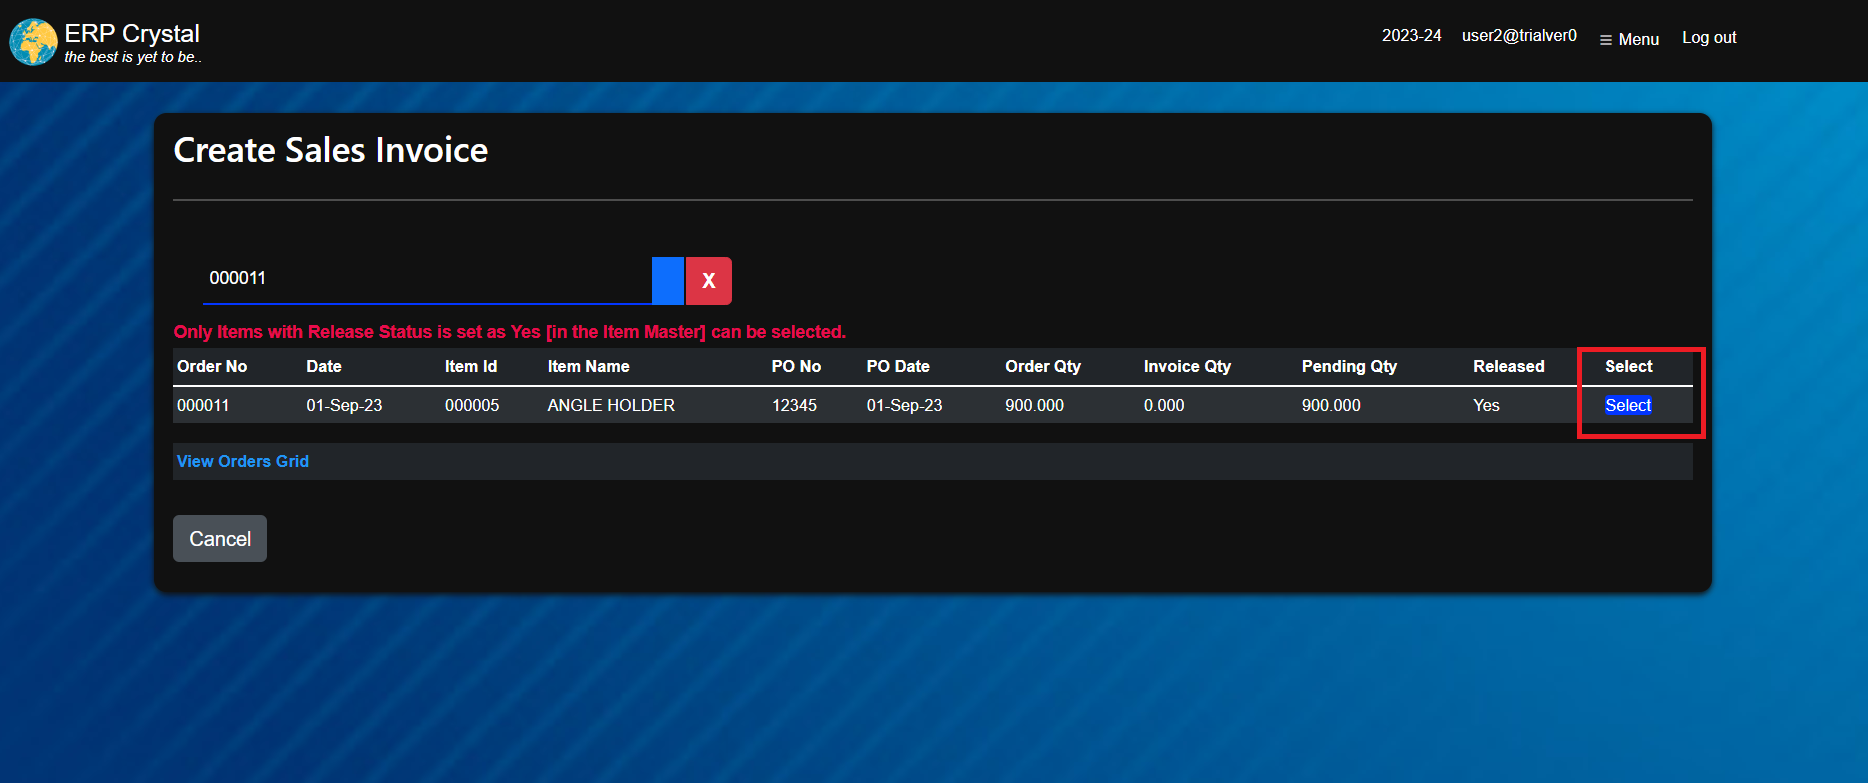 ERP Crystal
the best is yet to be..
2023-24 user2@trialver0 Menu Log out
Create Sales Invoice
000011 X
Only Items with Release Status is set as Yes [in the Item Master] can be selected.
Order No Date Item Id Item Name PO No PO Date Order Qty Invoice Qty Pending Qty Released Select
000011 01-Sep-23 000005 ANGLE HOLDER 12345 01-Sep-23 900.000 0.000 900.000 Yes Select
View Orders Grid
Cancel